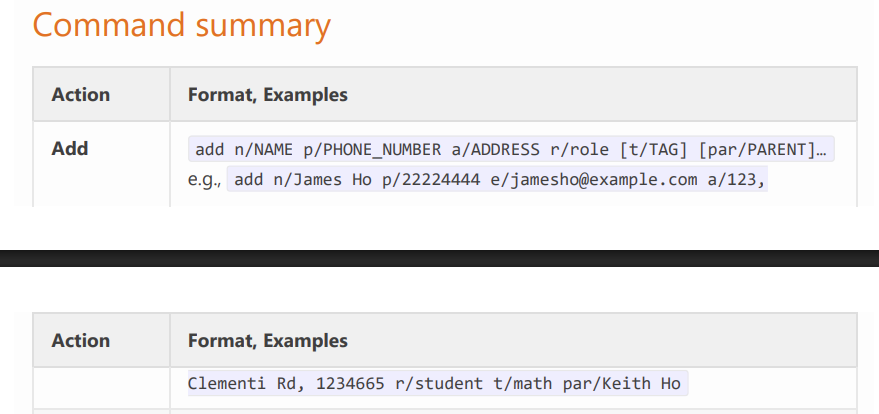 Command summary
Action Format, Examples
Add add n/NAME p/PHONE_NUMBER a/ADDRESS r/role [t/TAG] [par/PARENT]…
e.g., add n/James Ho p/22224444 e/jamesho@example.com a/123,
Action Format, Examples
Clementi Rd, 1234665 r/student t/math par/Keith Ho